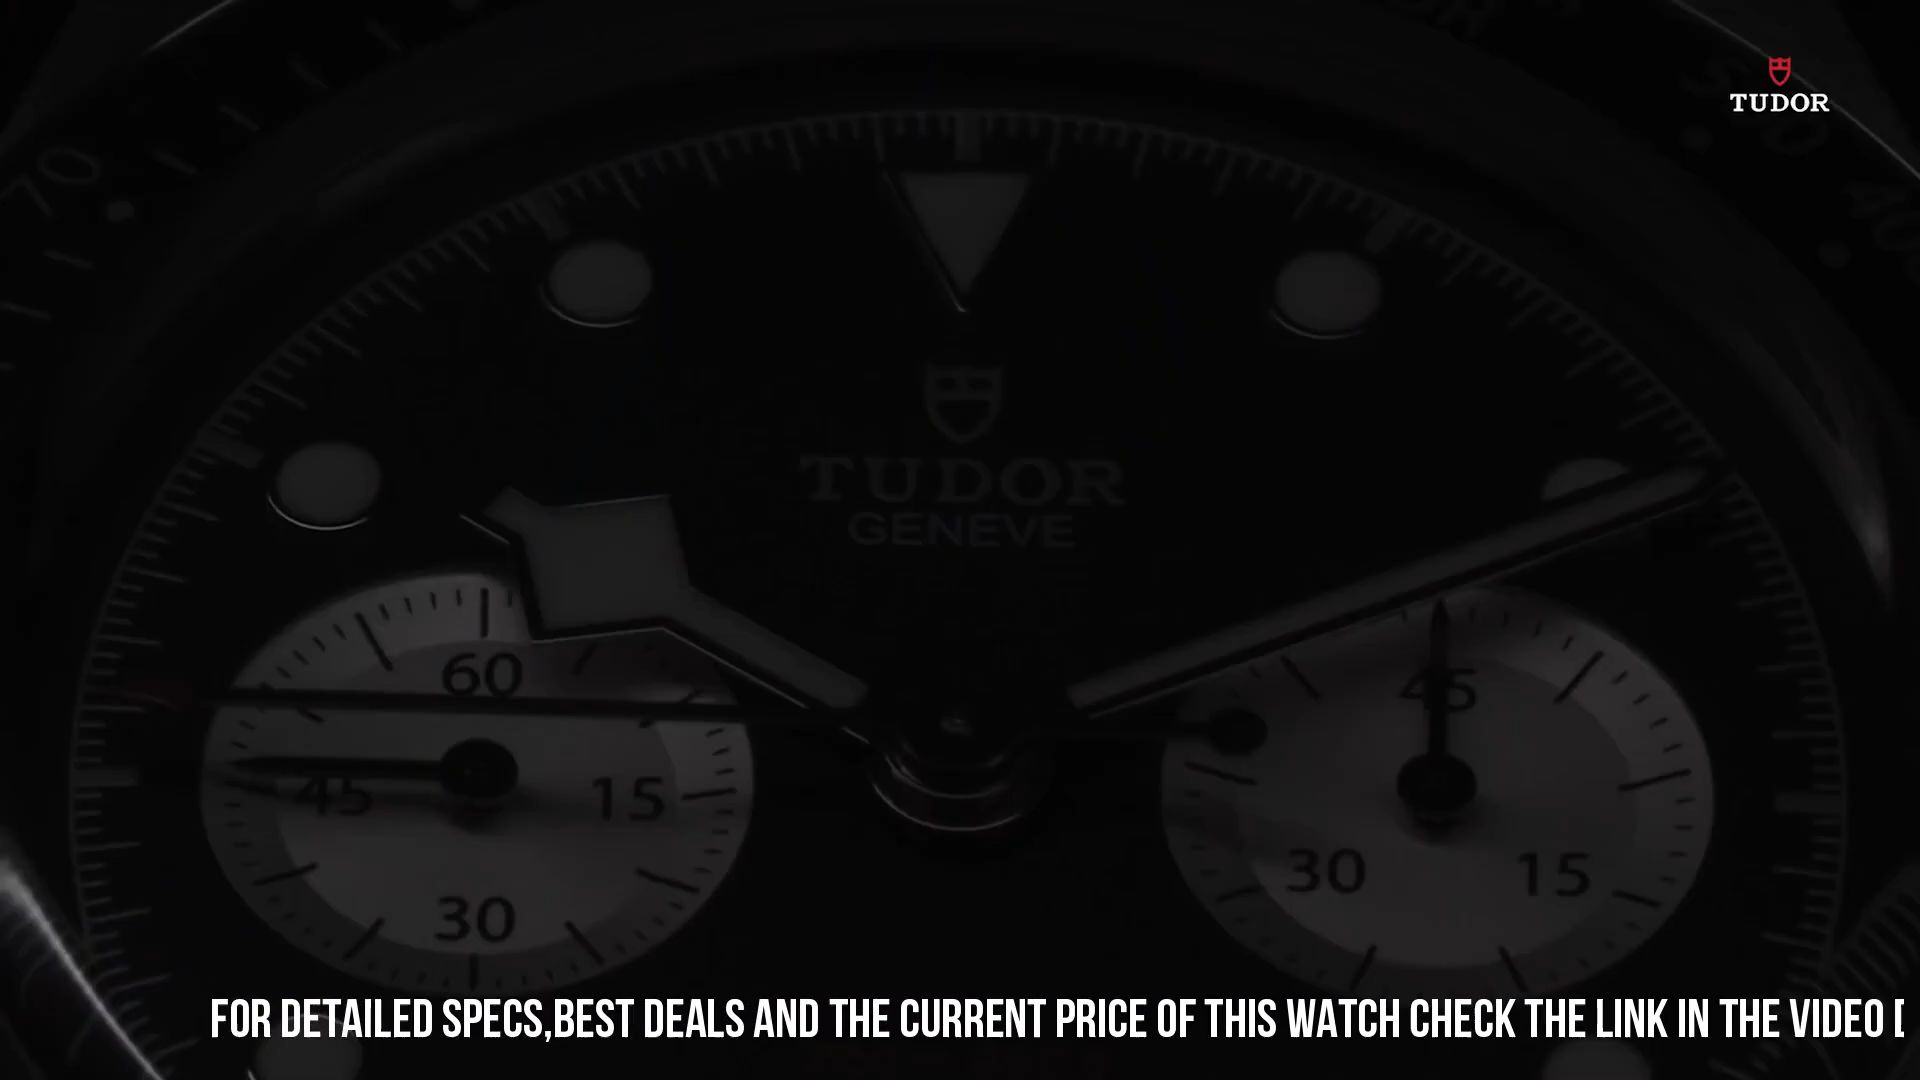 TUDOR
70
TUDOR
GENEVE
60
45
15
30
45
30
15
FOR DETAILED SPECS,BEST DEALS AND THE CURRENT PRICE OF THIS WATCH CHECK THE LINK IN THE VIDEO